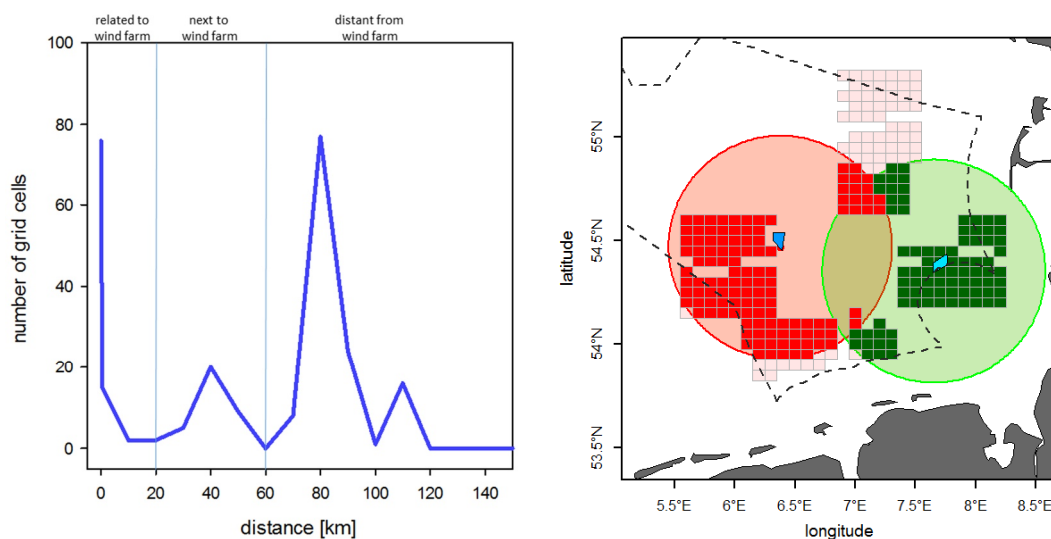 related to
wind farm
next to
wind farm
distant from
wind farm
100
80
60
40
20
0
number of grid cells
0 20 40 60 80 100 120 140
distance [km]
55°N
54.5°N
54°N
53.5°N
latitude
5.5°E 6°E 6.5°E 7°E 7.5°E 8°E 8.5°E
longitude